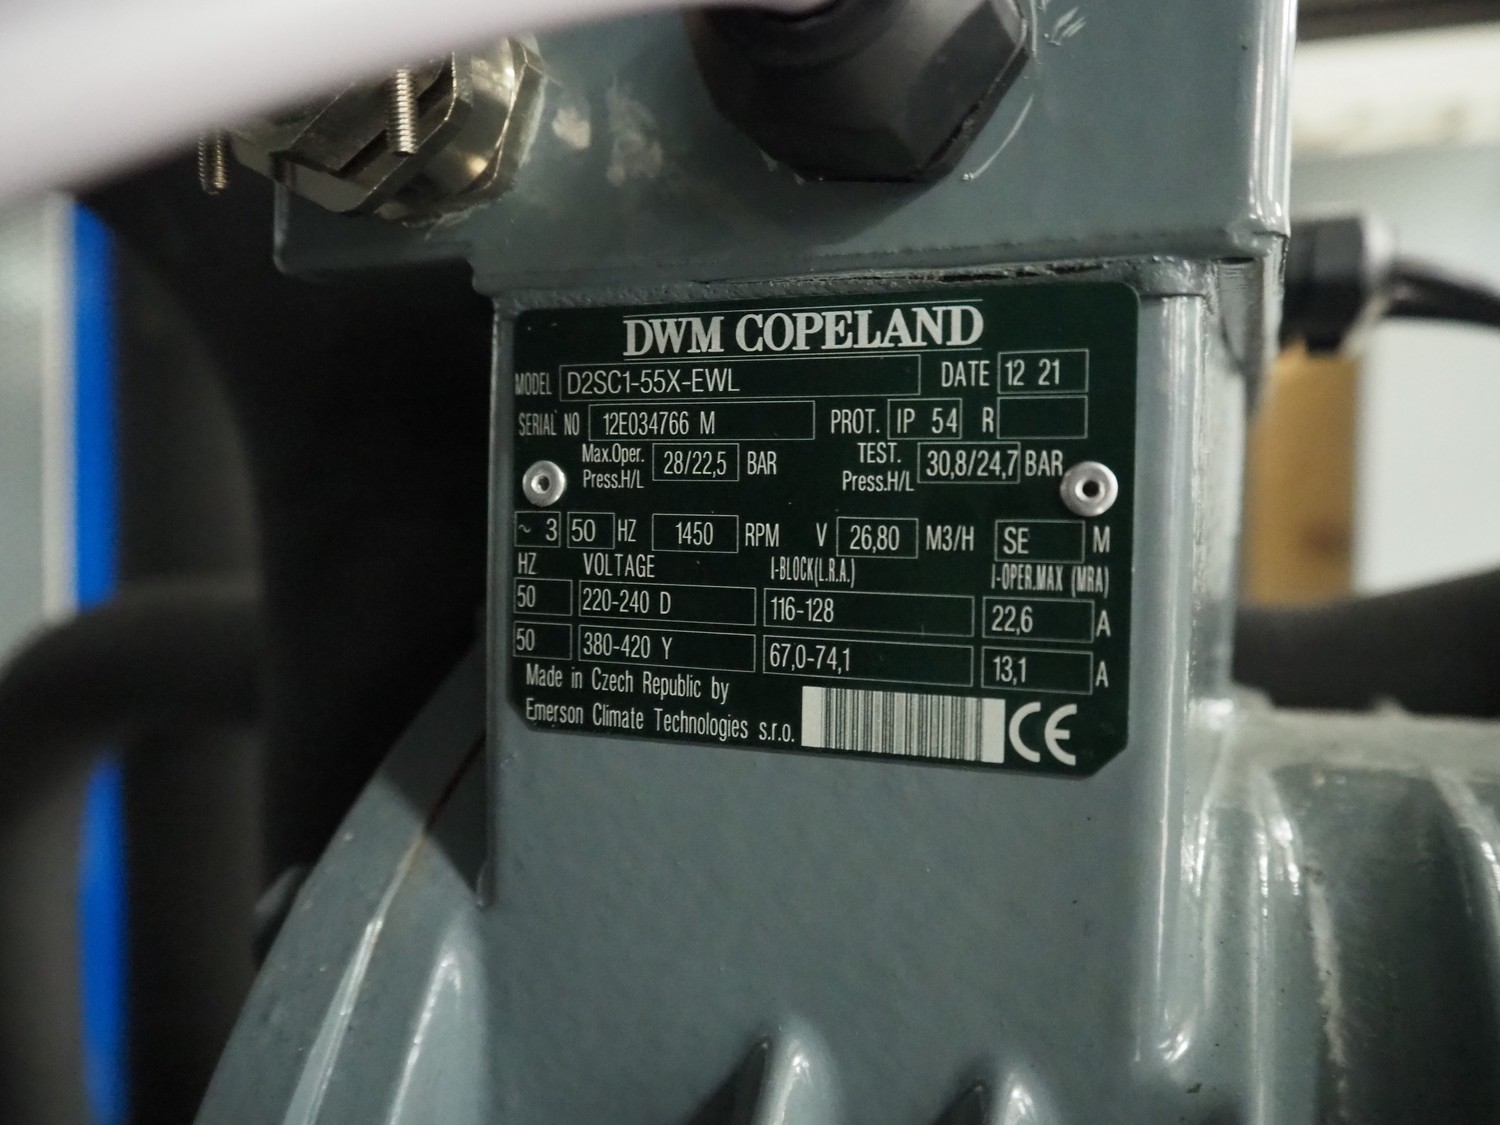 DWM COPELAND
MODEL D2SC1-55X-EWL DATE 12 21
SERIAL NO 12E034766 M PROT. IP 54 R
Max.Oper. Press.H/L 28/22,5 BAR TEST. Press.H/L 30,8/24,7 BAR
~ 3 50 HZ 1450 RPM V 26,80 M3/H SE M
HZ VOLTAGE I-BLOCK(L.R.A.) I-OPER.MAX (MRA)
50 220-240 D 116-128 22,6 A
50 380-420 Y 67,0-74,1 13,1 A
Made in Czech Republic by
Emerson Climate Technologies s.r.o. CE